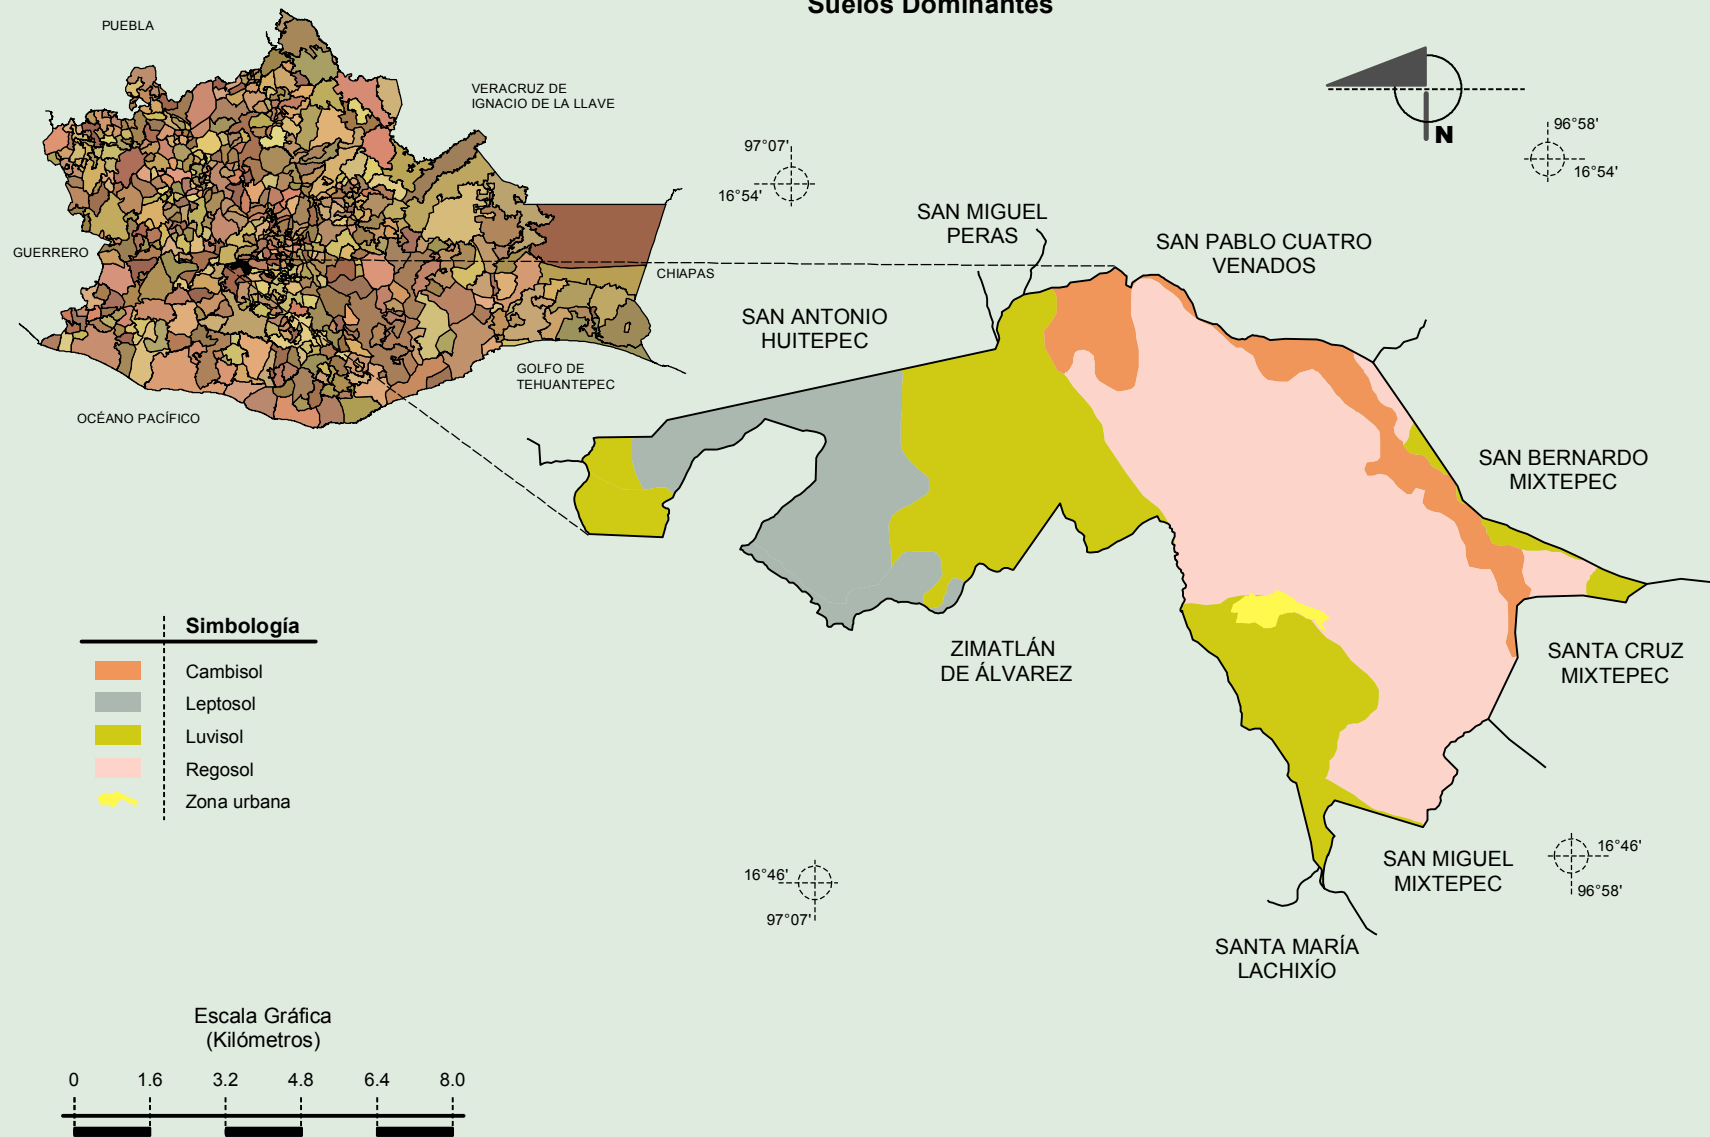 Suelos Dominantes
PUEBLA
VERACRUZ DE
IGNACIO DE LA LLAVE
GUERRERO
CHIAPAS
GOLFO DE
TEHUANTEPEC
OCÉANO PACÍFICO
N
97°07'
16°54'
96°58'
16°54'
SAN MIGUEL
PERAS
SAN PABLO CUATRO
VENADOS
SAN ANTONIO
HUITEPEC
SAN BERNARDO
MIXTEPEC
ZIMATLÁN
DE ÁLVAREZ
SANTA CRUZ
MIXTEPEC
SAN MIGUEL
MIXTEPEC
SANTA MARÍA
LACHIXÍO
16°46'
97°07'
16°46'
96°58'
Simbología
Cambisol
Leptosol
Luvisol
Regosol
Zona urbana
Escala Gráfica
(Kilómetros)
0 1.6 3.2 4.8 6.4 8.0